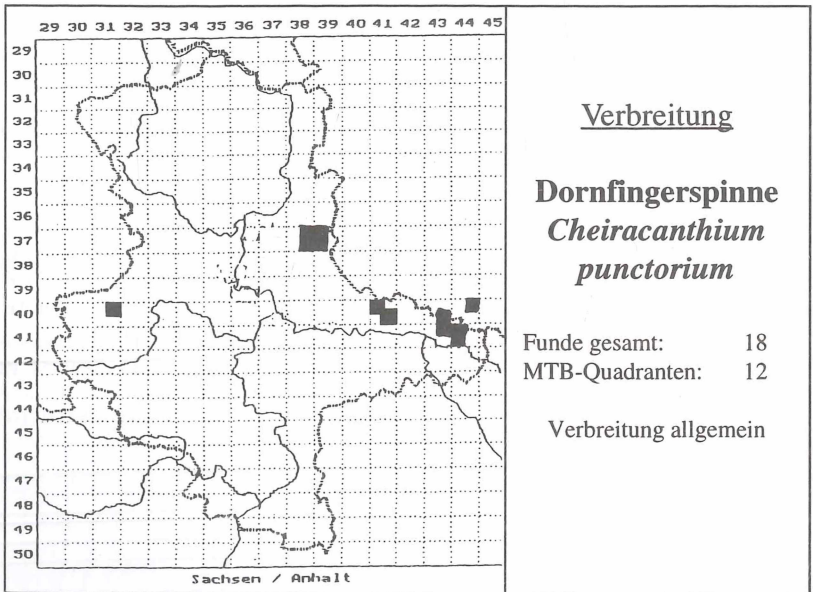 29 30 31 32 33 34 35 36 37 38 39 40 41 42 43 44 45
29
30
31
32
33
34
35
36
37
38
39
40
41
42
43
44
45
46
47
48
49
50
Sachsen / Anhalt
Verbreitung
Dornfingerspinne
Cheiracanthium
punctorium
Funde gesamt: 18
MTB-Quadranten: 12
Verbreitung allgemein